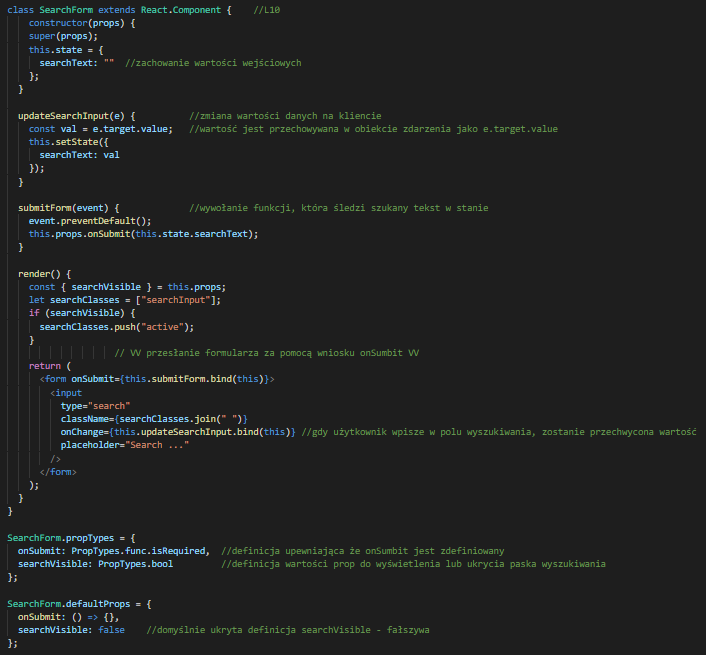 class SearchForm extends React.Component {    //L10
    constructor(props) {
    super(props);
    this.state = {
      searchText: ""  //zachowanie wartości wejściowych
    };
  }

  updateSearchInput(e) {          //zmiana wartości danych na kliencie
    const val = e.target.value;   //wartość jest przechowywana w obiekcie zdarzenia jako e.target.value
    this.setState({
      searchText: val
    });
  }

  submitForm(event) {             //wywołanie funkcji, która śledzi szukany tekst w stanie
    event.preventDefault();
    this.props.onSubmit(this.state.searchText);
  }

  render() {
    const { searchVisible } = this.props;
    let searchClasses = ["searchInput"];
    if (searchVisible) {
      searchClasses.push("active");
    }
                    // VV przesłanie formularza za pomocą wniosku onSumbit VV
    return (
      <form onSubmit={this.submitForm.bind(this)}>
        <input
          type="search"
          className={searchClasses.join(" ")}
          onChange={this.updateSearchInput.bind(this)} //gdy użytkownik wpisze w polu wyszukiwania, zostanie przechwycona wartość
          placeholder="Search ..."
        />
      </form>
    );
  }
}

SearchForm.propTypes = {
  onSubmit: PropTypes.func.isRequired,  //definicja upewniająca że onSumbit jest zdefiniowany
  searchVisible: PropTypes.bool         //definicja wartości prop do wyświetlenia lub ukrycia paska wyszukiwania
};

SearchForm.defaultProps = {
  onSubmit: () => {},
  searchVisible: false    //domyślnie ukryta definicja searchVisible - fałszywa
};